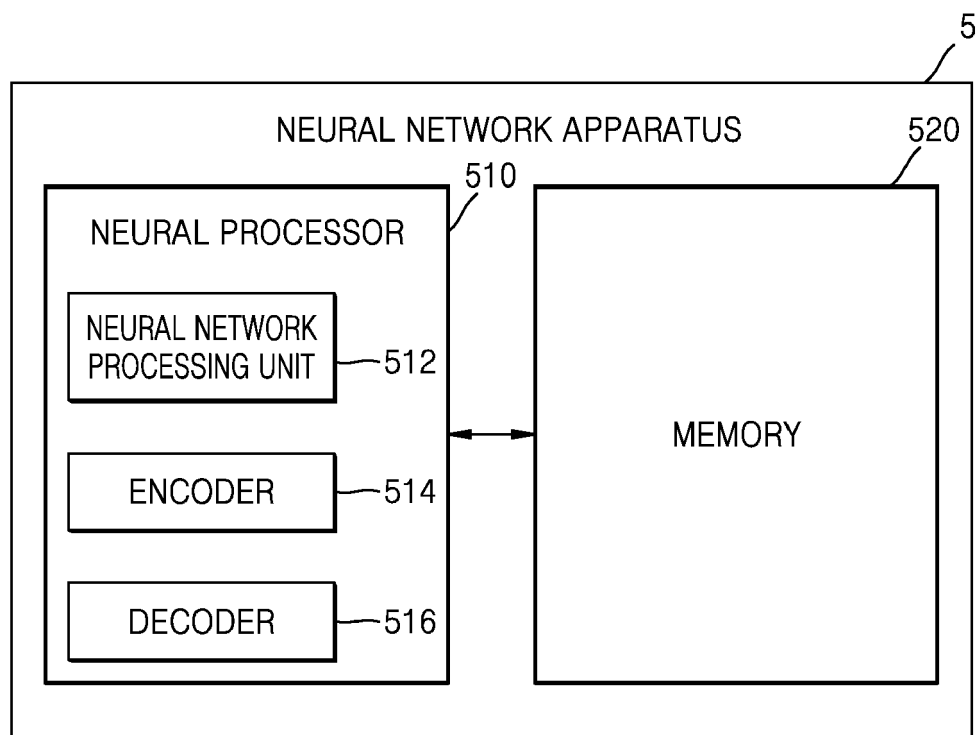 5
NEURAL NETWORK APPARATUS
520
510
NEURAL PROCESSOR
NEURAL NETWORK
PROCESSING UNIT
512
ENCODER
514
DECODER
516
MEMORY